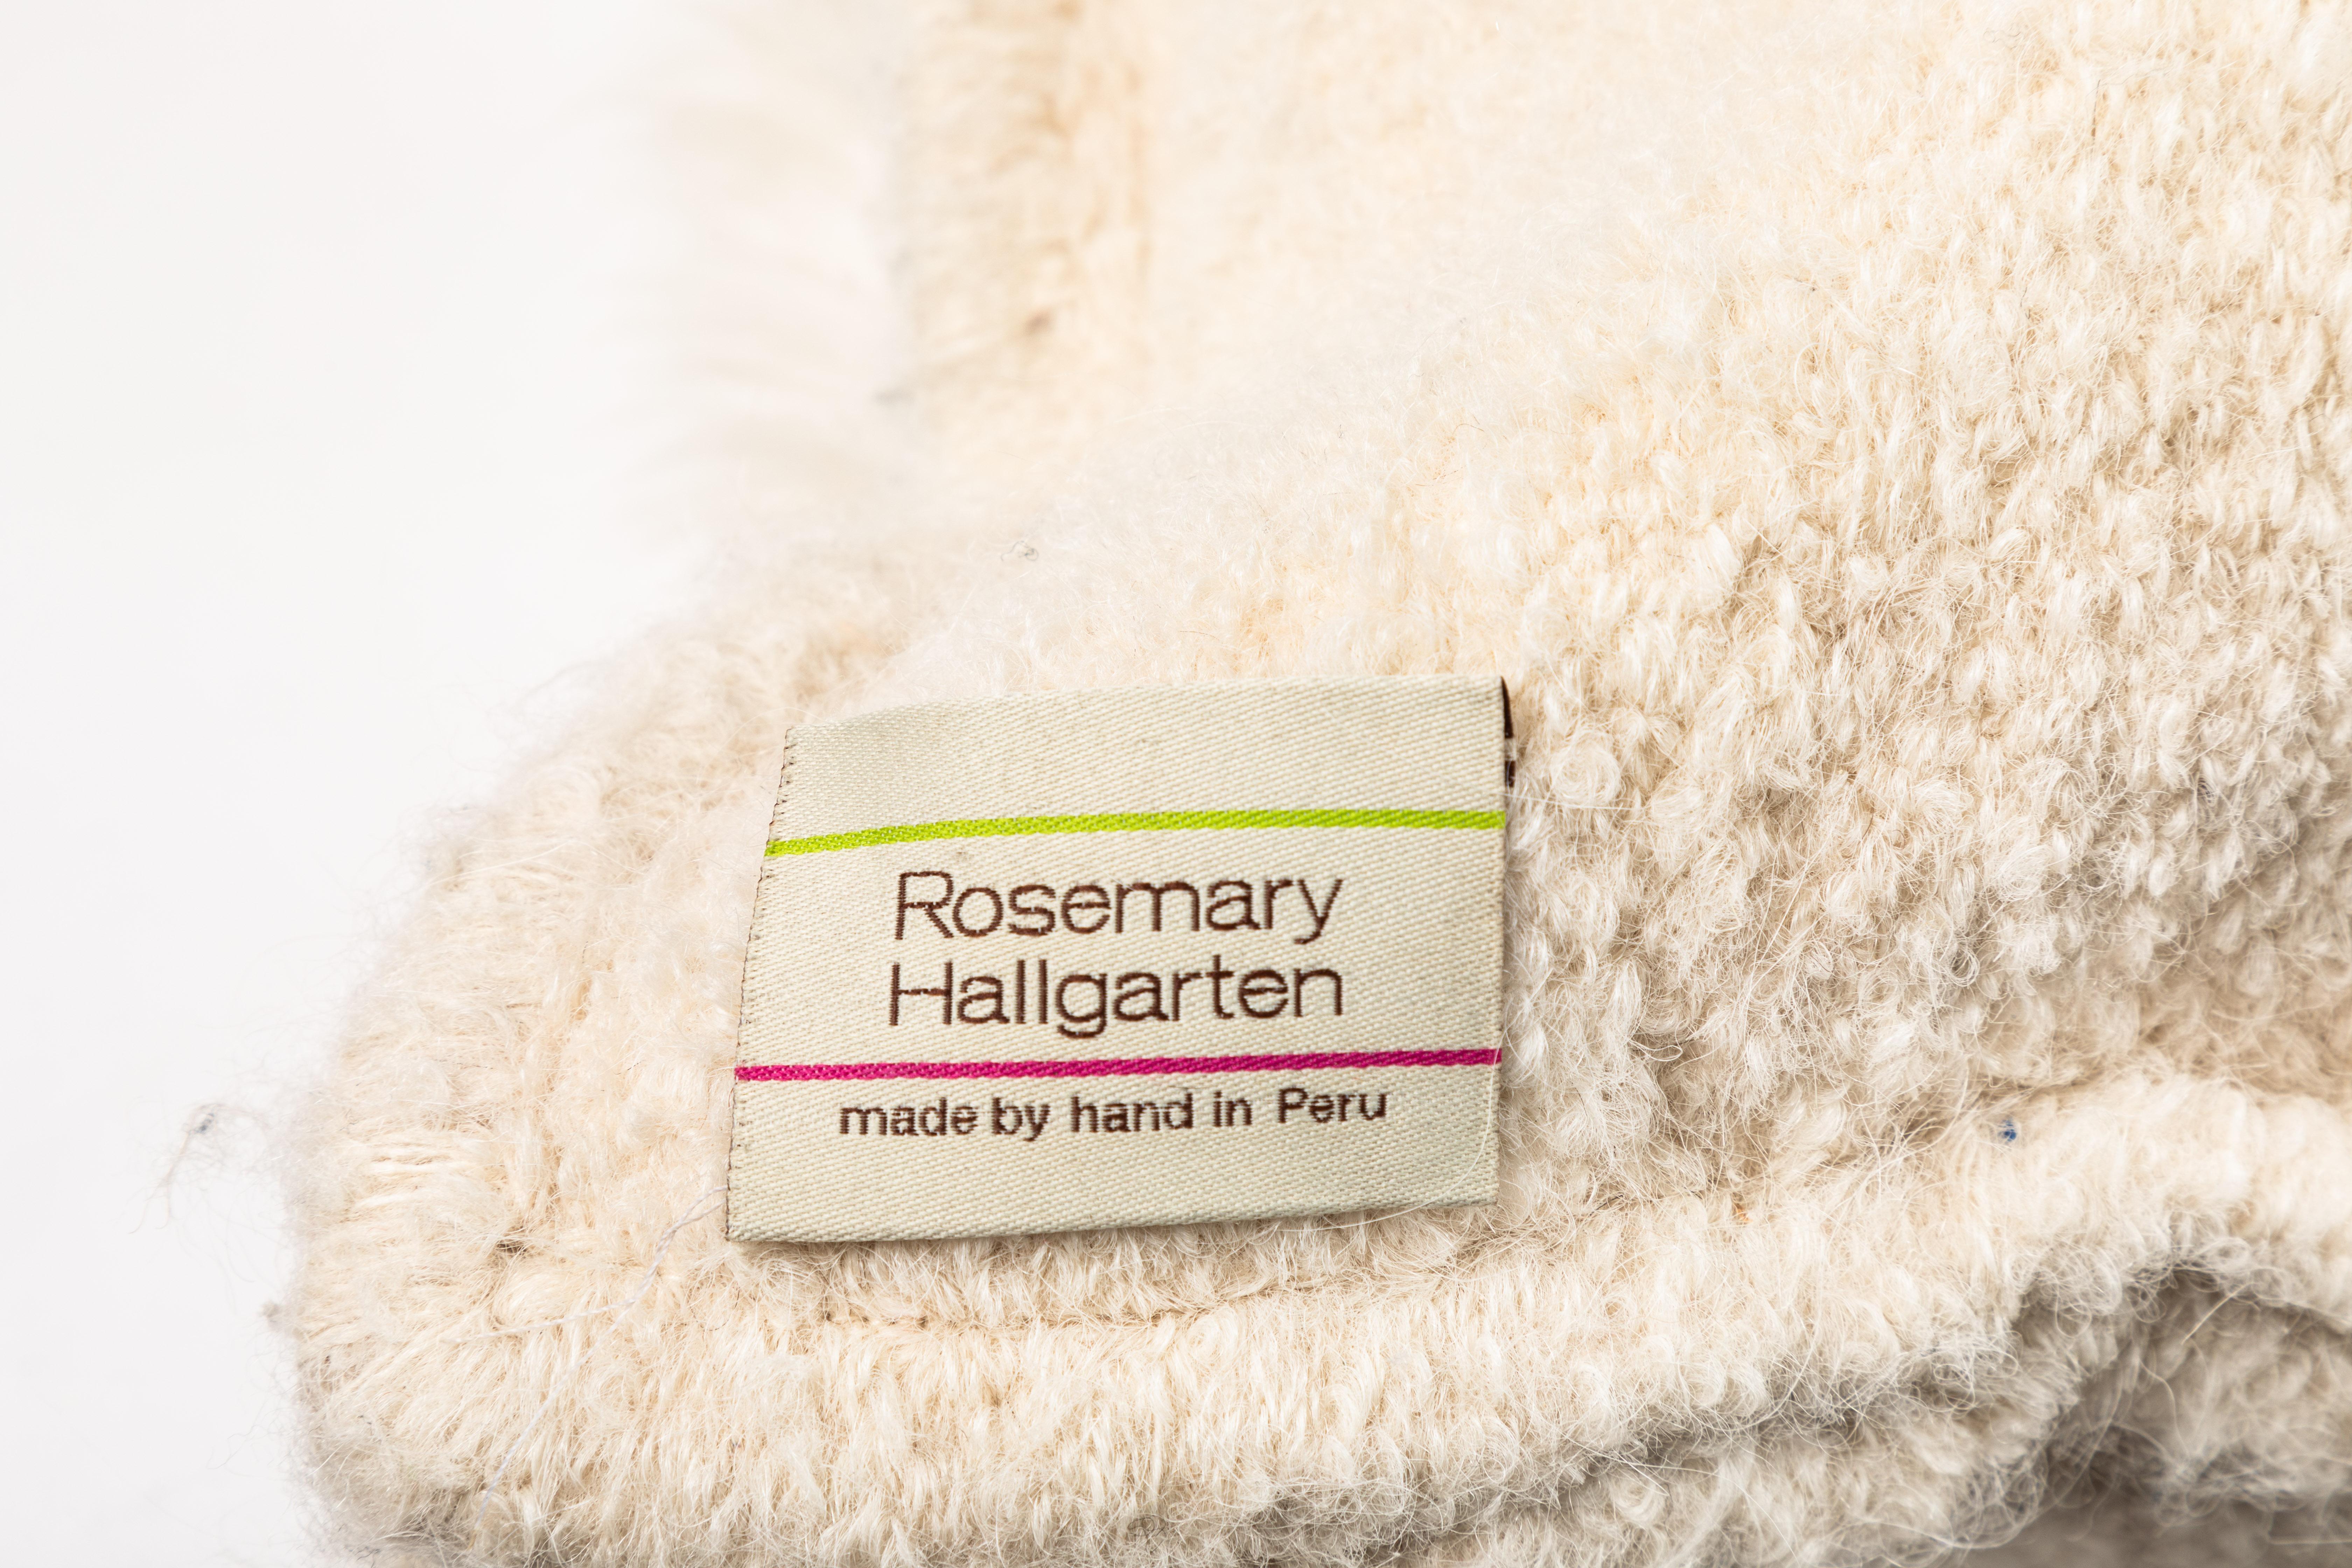 Rosemary
Hallgarten
made by hand in Peru